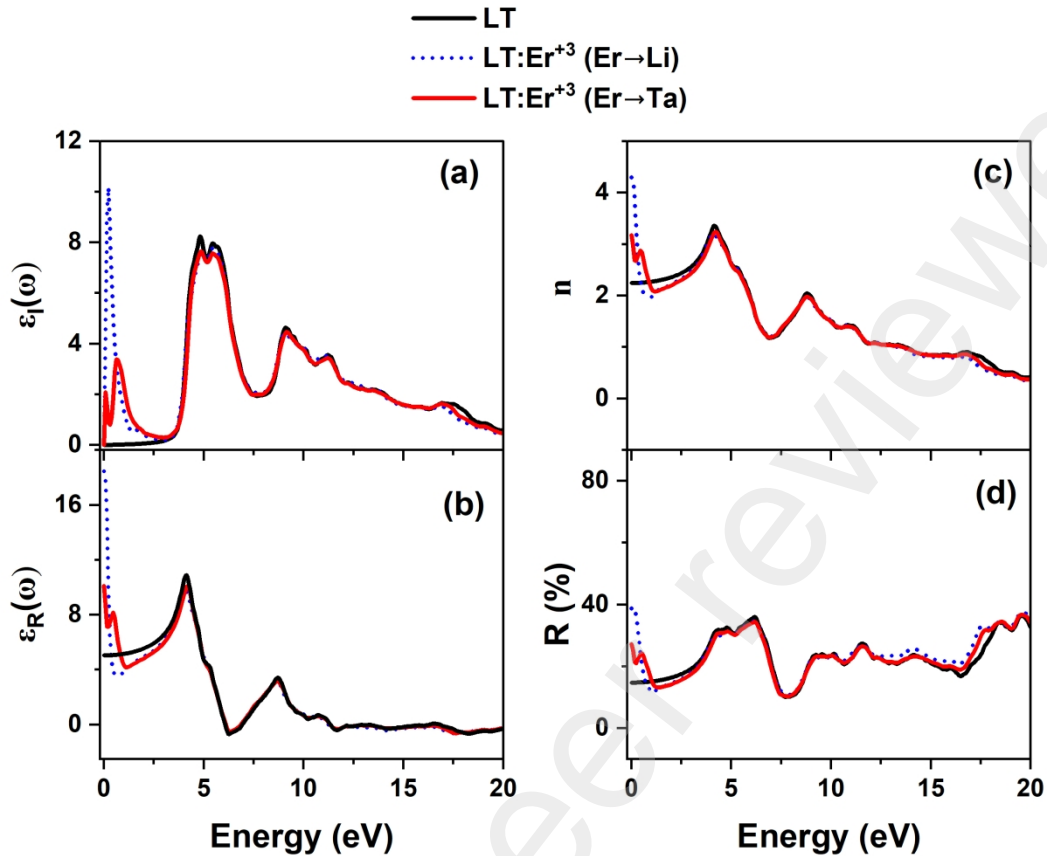 LT
LT:Er+3 (Er→Li)
LT:Er+3 (Er→Ta)
(a)
12
8
4
0
εI(ω)
(b)
16
8
0
εR(ω)
0 5 10 15 20
Energy (eV)
(c)
4
2
0
n
(d)
80
40
0
R (%)
0 5 10 15 20
Energy (eV)
eer reviewe